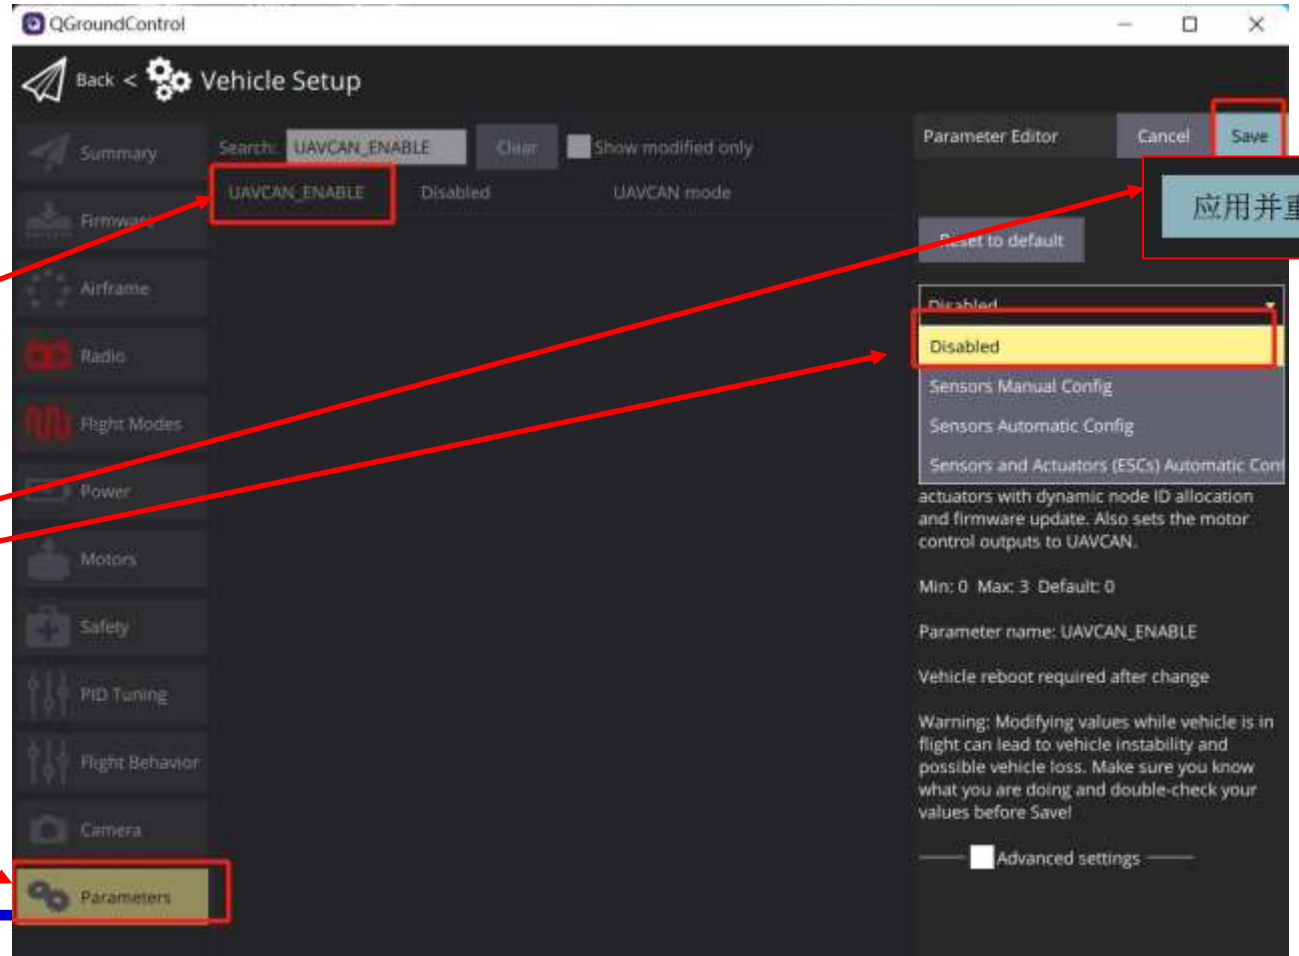 QGroundControl
Back < Vehicle Setup
Summary
Firmware
Airframe
Radio
Flight Modes
Power
Motors
Safety
PID Tuning
Flight Behavior
Camera
Parameters
Search: UAVCAN_ENABLE Clear Show modified only
UAVCAN_ENABLE Disabled UAVCAN mode
Parameter Editor Cancel Save
应用并重
Reset to default
Disabled
Disabled
Sensors Manual Config
Sensors Automatic Config
Sensors and Actuators (ESCs) Automatic Conf
actuators with dynamic node ID allocation
and firmware update. Also sets the motor
control outputs to UAVCAN.
Min: 0 Max: 3 Default: 0
Parameter name: UAVCAN_ENABLE
Vehicle reboot required after change
Warning: Modifying values while vehicle is in
flight can lead to vehicle instability and
possible vehicle loss. Make sure you know
what you are doing and double-check your
values before Save!
Advanced settings